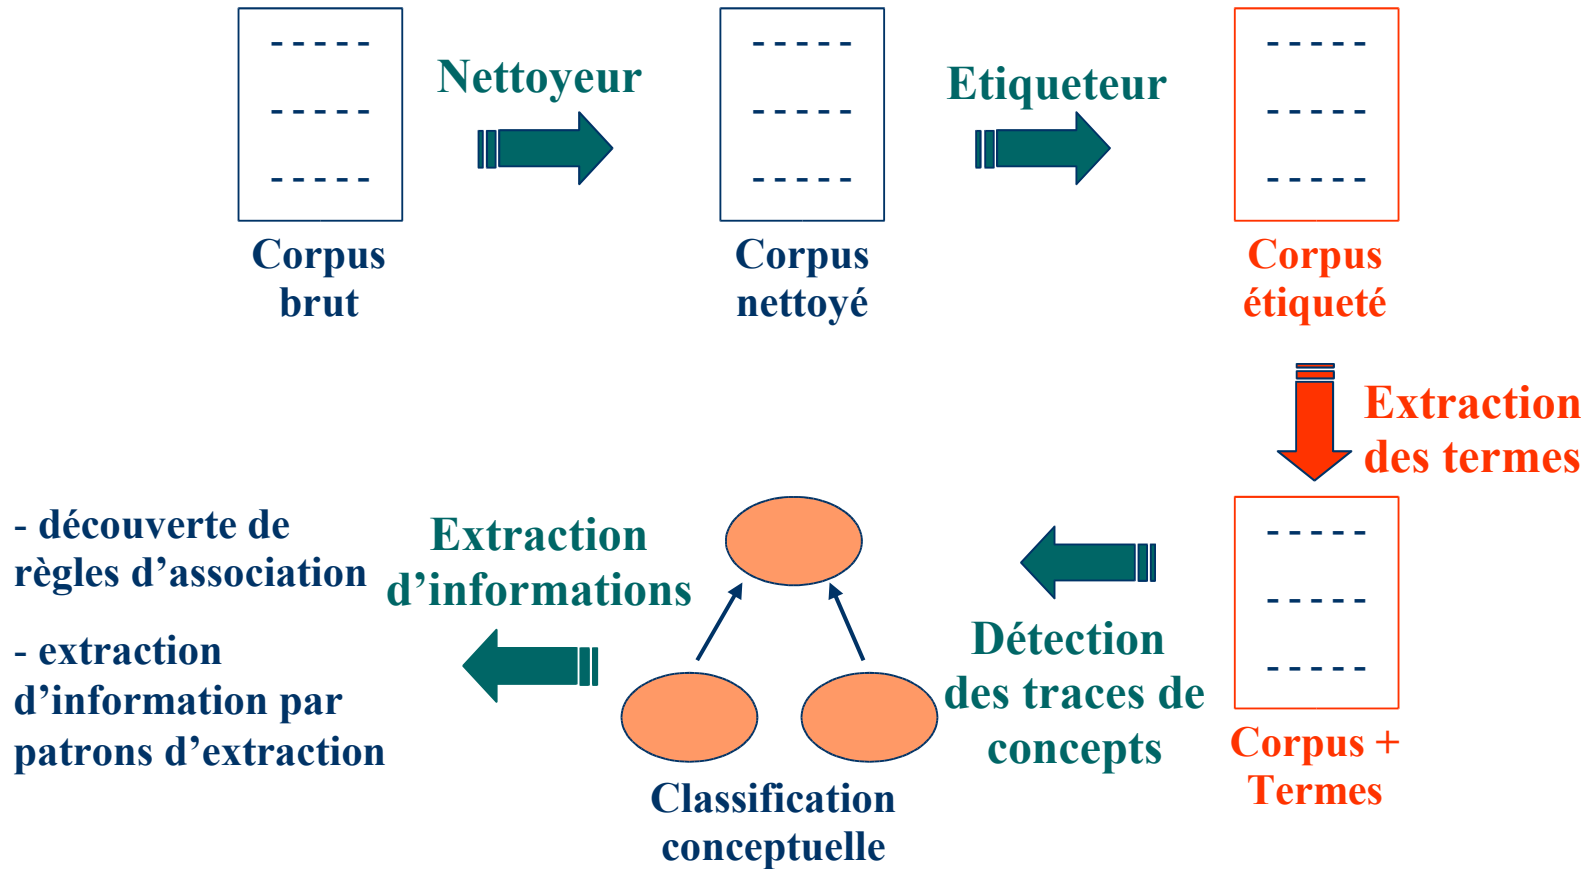 Nettoyeur
Etiqueteur
Corpus
brut
Corpus
nettoyé
Corpus
étiqueté
Extraction
des termes
Corpus +
Termes
Détection
des traces de
concepts
Classification
conceptuelle
Extraction
d’informations
- découverte de
règles d’association
- extraction
d’information par
patrons d’extraction